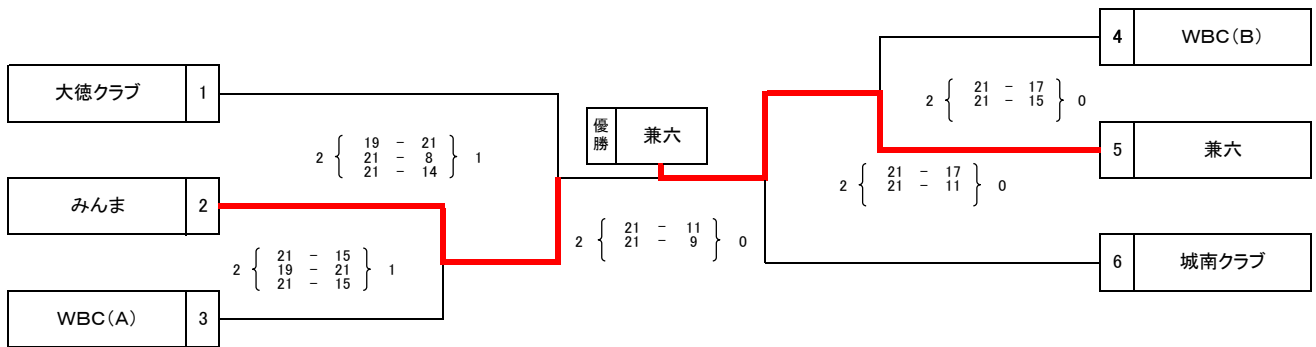 大徳クラブ 1
みんま 2
WBC(A) 3
2 { 19 - 21 } 1
21 - 8
21 - 14
2 { 21 - 15 } 1
19 - 21
21 - 15
優勝 兼六
2 { 21 - 11 } 0
21 - 9
4 WBC(B)
2 { 21 - 17 } 0
21 - 15
5 兼六
2 { 21 - 17 } 0
21 - 11
6 城南クラブ